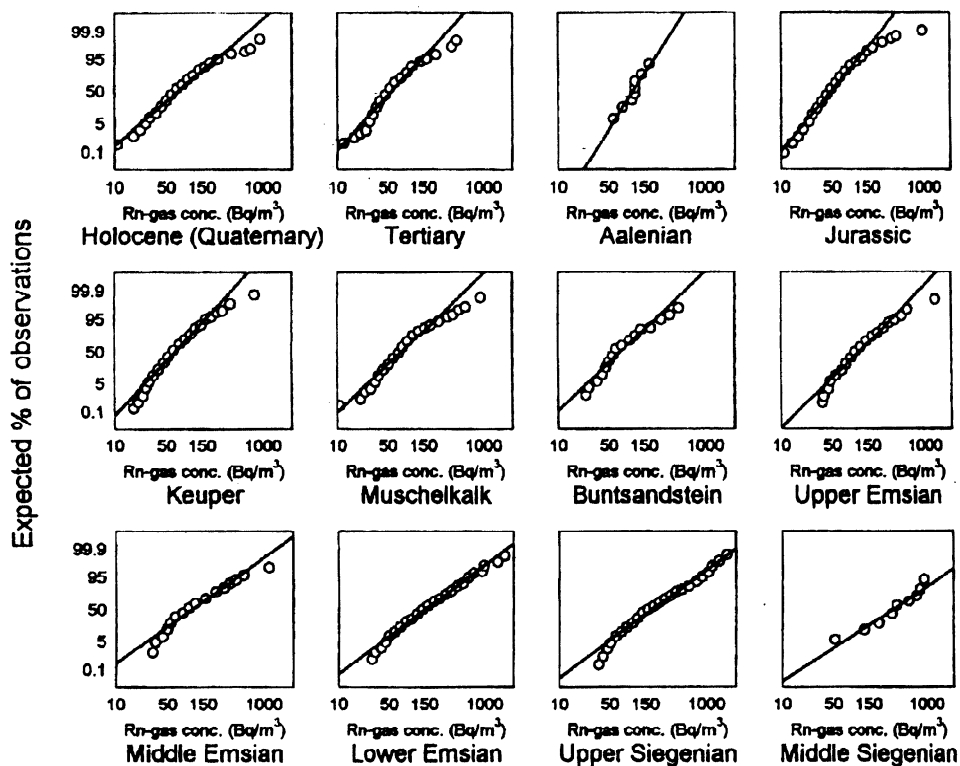 Expected % of observations
99.9
95
50
5
0.1
10 50 150 1000 10 50 150 1000 10 50 150 1000 10 50 150 1000
Rn-gas conc. (Bq/m³) Rn-gas conc. (Bq/m³) Rn-gas conc. (Bq/m³) Rn-gas conc. (Bq/m³)
Holocene (Quaternary) Tertiary Aalenian Jurassic
99.9
95
50
5
0.1
10 50 150 1000 10 50 150 1000 10 50 150 1000 10 50 150 1000
Rn-gas conc. (Bq/m³) Rn-gas conc. (Bq/m³) Rn-gas conc. (Bq/m³) Rn-gas conc. (Bq/m³)
Keuper Muschelkalk Buntsandstein Upper Emsian
99.9
95
50
5
0.1
10 50 150 1000 10 50 150 1000 10 50 150 1000 10 50 150 1000
Rn-gas conc. (Bq/m³) Rn-gas conc. (Bq/m³) Rn-gas conc. (Bq/m³) Rn-gas conc. (Bq/m³)
Middle Emsian Lower Emsian Upper Siegenian Middle Siegenian